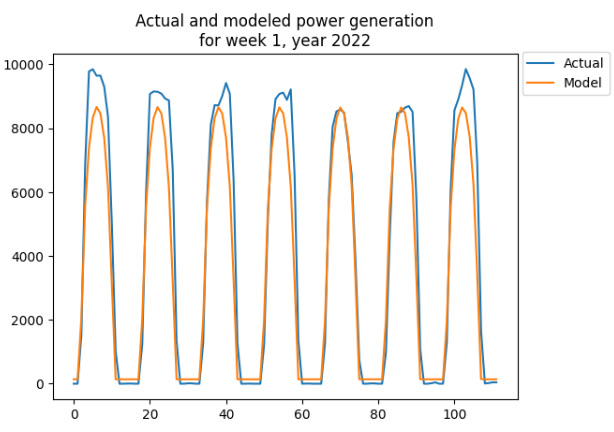 Actual and modeled power generation
for week 1, year 2022
Actual
Model
10000
8000
6000
4000
2000
0
0 20 40 60 80 100